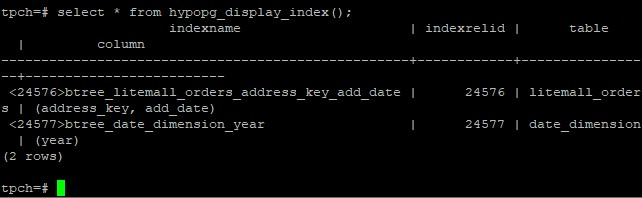 tpch=# select * from hypopg_display_index();
                     indexname                      | indexrelid |     table
  |         column
----------------------------------------------------+------------+---------------
--+-------------------------
 <24576>btree_litemall_orders_address_key_add_date |      24576 | litemall_order
s | (address_key, add_date)
 <24577>btree_date_dimension_year                  |      24577 | date_dimension
  | (year)
(2 rows)
tpch=#